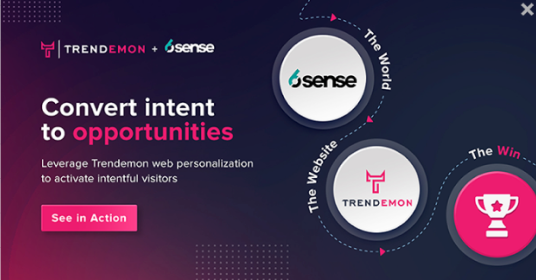 TRENDEMON + 6sense
Convert intent
to opportunities
Leverage Trendemon web personalization
to activate intentful visitors
See in Action
The World
6sense
The Website
TRENDEMON
The Win